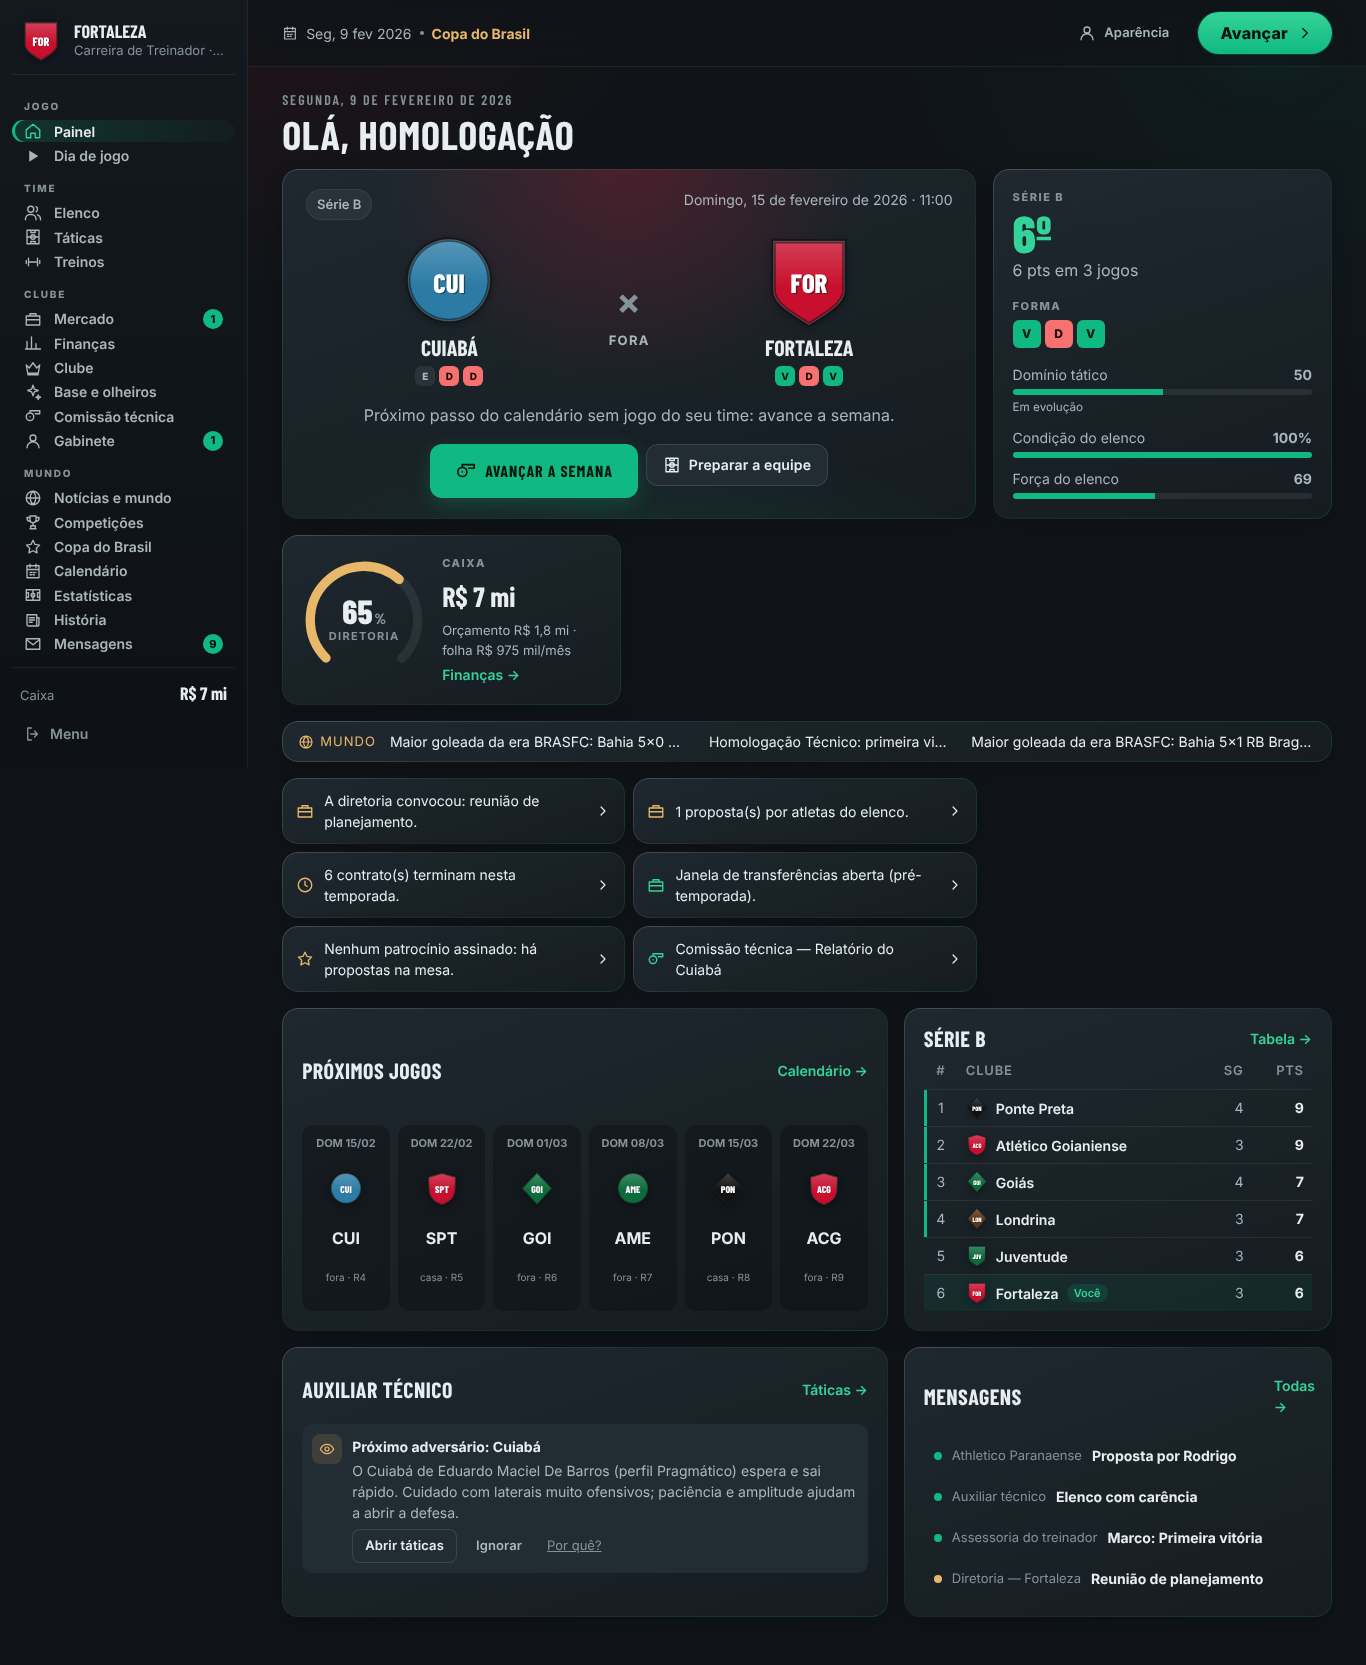 FOR
FORTALEZA
Carreira de Treinador ·...
JOGO
Painel
Dia de jogo
TIME
Elenco
Táticas
Treinos
CLUBE
Mercado 1
Finanças
Clube
Base e olheiros
Comissão técnica
Gabinete 1
MUNDO
Notícias e mundo
Competições
Copa do Brasil
Calendário
Estatísticas
História
Mensagens 9
Caixa R$ 7 mi
Menu
Seg, 9 fev 2026 • Copa do Brasil
Aparência
Avançar
SEGUNDA, 9 DE FEVEREIRO DE 2026
OLÁ, HOMOLOGAÇÃO
Série B
Domingo, 15 de fevereiro de 2026 · 11:00
CUI
×
FORA
FOR
CUIABÁ
FORTALEZA
E D D
V D V
Próximo passo do calendário sem jogo do seu time: avance a semana.
AVANÇAR A SEMANA
Preparar a equipe
SÉRIE B
6º
6 pts em 3 jogos
FORMA
V D V
Domínio tático 50
Em evolução
Condição do elenco 100%
Força do elenco 69
65%
DIRETORIA
CAIXA
R$ 7 mi
Orçamento R$ 1,8 mi ·
folha R$ 975 mil/mês
Finanças →
MUNDO Maior goleada da era BRASFC: Bahia 5×0 ... Homologação Técnico: primeira vi... Maior goleada da era BRASFC: Bahia 5×1 RB Brag...
A diretoria convocou: reunião de
planejamento.
1 proposta(s) por atletas do elenco.
6 contrato(s) terminam nesta
temporada.
Janela de transferências aberta (pré-
temporada).
Nenhum patrocínio assinado: há
propostas na mesa.
Comissão técnica — Relatório do
Cuiabá
PRÓXIMOS JOGOS
Calendário →
DOM 15/02 DOM 22/02 DOM 01/03 DOM 08/03 DOM 15/03 DOM 22/03
CUI SPT GOI AME PON ACG
CUI SPT GOI AME PON ACG
fora · R4 casa · R5 fora · R6 fora · R7 casa · R8 fora · R9
SÉRIE B
Tabela →
# CLUBE SG PTS
1 PON Ponte Preta 4 9
2 ACG Atlético Goianiense 3 9
3 GOI Goiás 4 7
4 LON Londrina 3 7
5 JUV Juventude 3 6
6 FOR Fortaleza Você 3 6
AUXILIAR TÉCNICO
Táticas →
Próximo adversário: Cuiabá
O Cuiabá de Eduardo Maciel De Barros (perfil Pragmático) espera e sai
rápido. Cuidado com laterais muito ofensivos; paciência e amplitude ajudam
a abrir a defesa.
Abrir táticas
Ignorar
Por quê?
MENSAGENS
Todas
→
Athletico Paranaense Proposta por Rodrigo
Auxiliar técnico Elenco com carência
Assessoria do treinador Marco: Primeira vitória
Diretoria — Fortaleza Reunião de planejamento